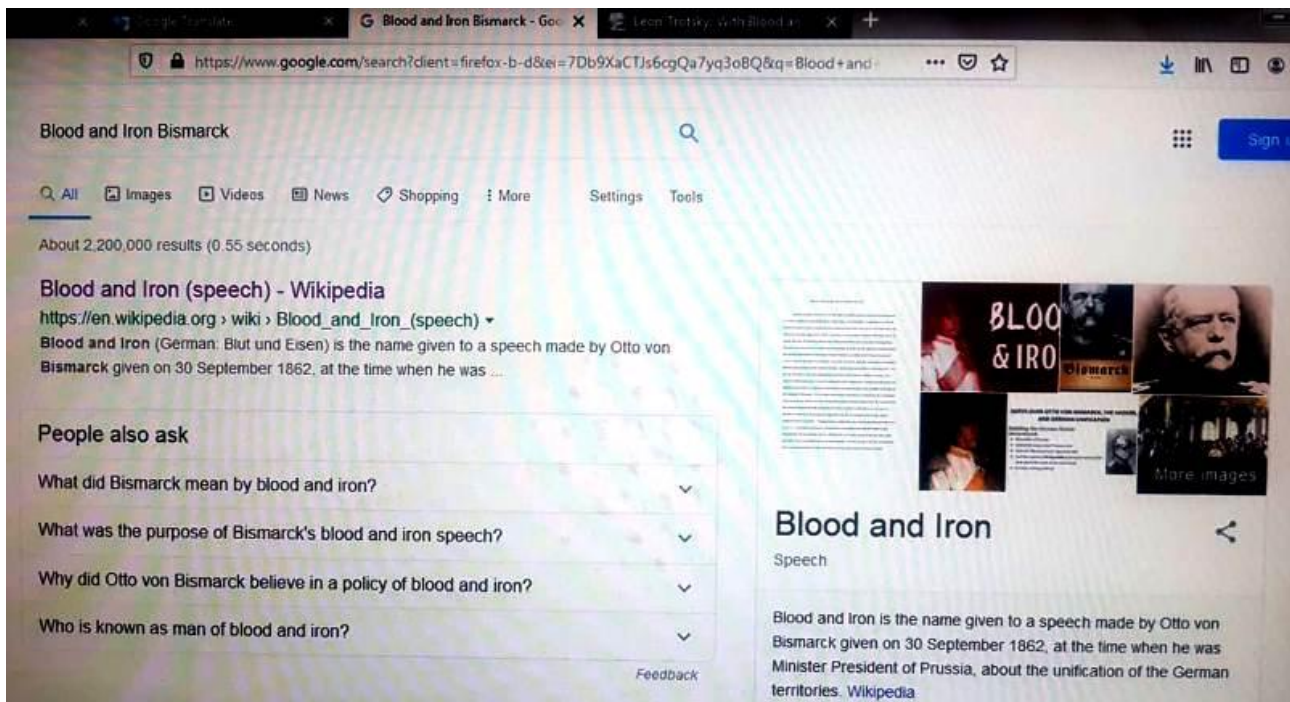 Google Translate
Blood and Iron Bismarck - Goo
Leon Trotsky: With Blood an
https://www.google.com/search?client=firefox-b-d&ei=7Db9XaCTJs6cgQa7yq3oBQ&q=Blood+and
Blood and Iron Bismarck
Sign
All Images Videos News Shopping More Settings Tools
About 2,200,000 results (0.55 seconds)
Blood and Iron (speech) - Wikipedia
https://en.wikipedia.org › wiki › Blood_and_Iron_(speech)
Blood and Iron (German: Blut und Eisen) is the name given to a speech made by Otto von
Bismarck given on 30 September 1862, at the time when he was ...
People also ask
What did Bismarck mean by blood and iron?
What was the purpose of Bismarck's blood and iron speech?
Why did Otto von Bismarck believe in a policy of blood and iron?
Who is known as man of blood and iron?
Feedback
BLOO
& IRO
Bismarck
More images
Blood and Iron
Speech
Blood and Iron is the name given to a speech made by Otto von
Bismarck given on 30 September 1862, at the time when he was
Minister President of Prussia, about the unification of the German
territories. Wikipedia